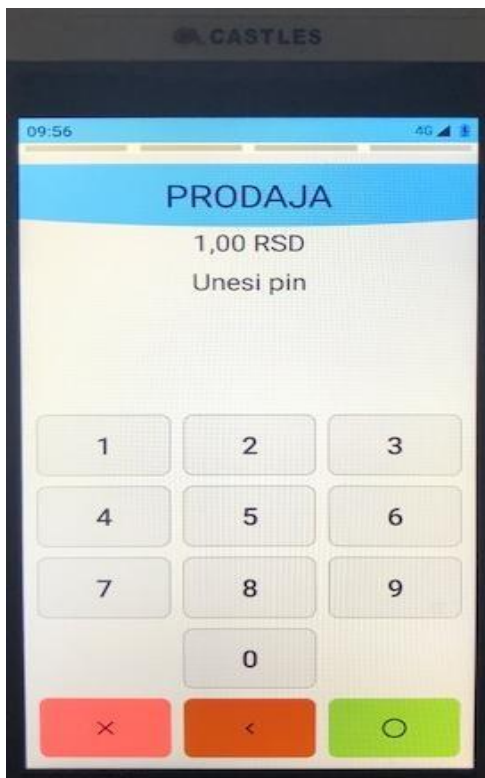 CASTLES
09:56 4G
PRODAJA
1,00 RSD
Unesi pin
1 2 3
4 5 6
7 8 9
0
× < O